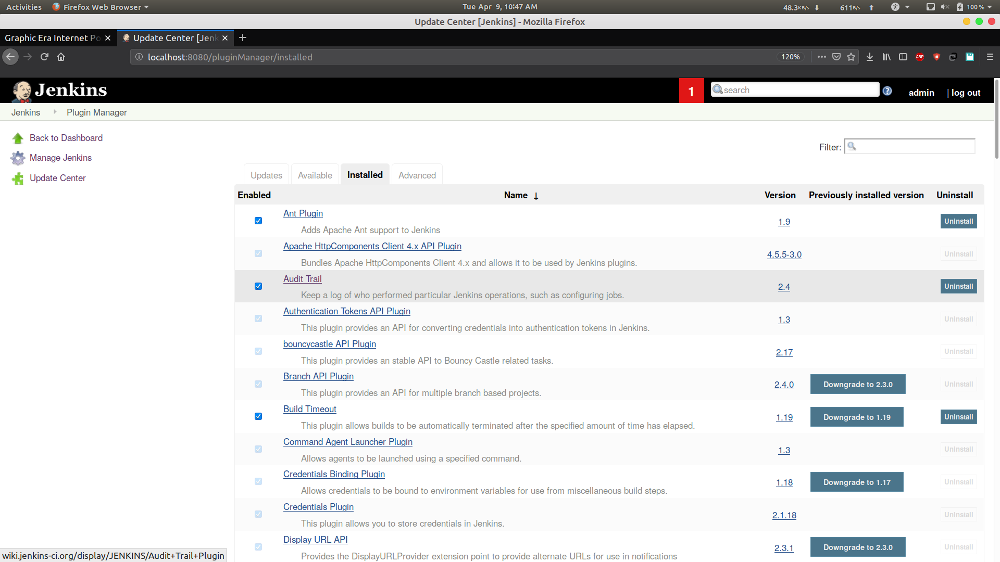 Activities Firefox Web Browser Tue Apr 9, 10:47 AM 48.3KB/s 611B/s 100%
Update Center [Jenkins] - Mozilla Firefox
Graphic Era Internet Po Update Center [Jenk
localhost:8080/pluginManager/installed 120% ABP
Jenkins 1 search admin | log out
Jenkins Plugin Manager
Back to Dashboard
Manage Jenkins
Update Center
Filter:
Updates Available Installed Advanced
Enabled Name ↓ Version Previously installed version Uninstall
Ant Plugin
Adds Apache Ant support to Jenkins
1.9 Uninstall
Apache HttpComponents Client 4.x API Plugin
Bundles Apache HttpComponents Client 4.x and allows it to be used by Jenkins plugins.
4.5.5-3.0 Uninstall
Audit Trail
Keep a log of who performed particular Jenkins operations, such as configuring jobs.
2.4 Uninstall
Authentication Tokens API Plugin
This plugin provides an API for converting credentials into authentication tokens in Jenkins.
1.3 Uninstall
bouncycastle API Plugin
This plugin provides an stable API to Bouncy Castle related tasks.
2.17 Uninstall
Branch API Plugin
This plugin provides an API for multiple branch based projects.
2.4.0 Downgrade to 2.3.0 Uninstall
Build Timeout
This plugin allows builds to be automatically terminated after the specified amount of time has elapsed.
1.19 Downgrade to 1.19 Uninstall
Command Agent Launcher Plugin
Allows agents to be launched using a specified command.
1.3 Uninstall
Credentials Binding Plugin
Allows credentials to be bound to environment variables for use from miscellaneous build steps.
1.18 Downgrade to 1.17 Uninstall
Credentials Plugin
This plugin allows you to store credentials in Jenkins.
2.1.18 Uninstall
Display URL API
Provides the DisplayURLProvider extension point to provide alternate URLs for use in notifications
2.3.1 Downgrade to 2.3.0 Uninstall
wiki.jenkins-ci.org/display/JENKINS/Audit+Trail+Plugin